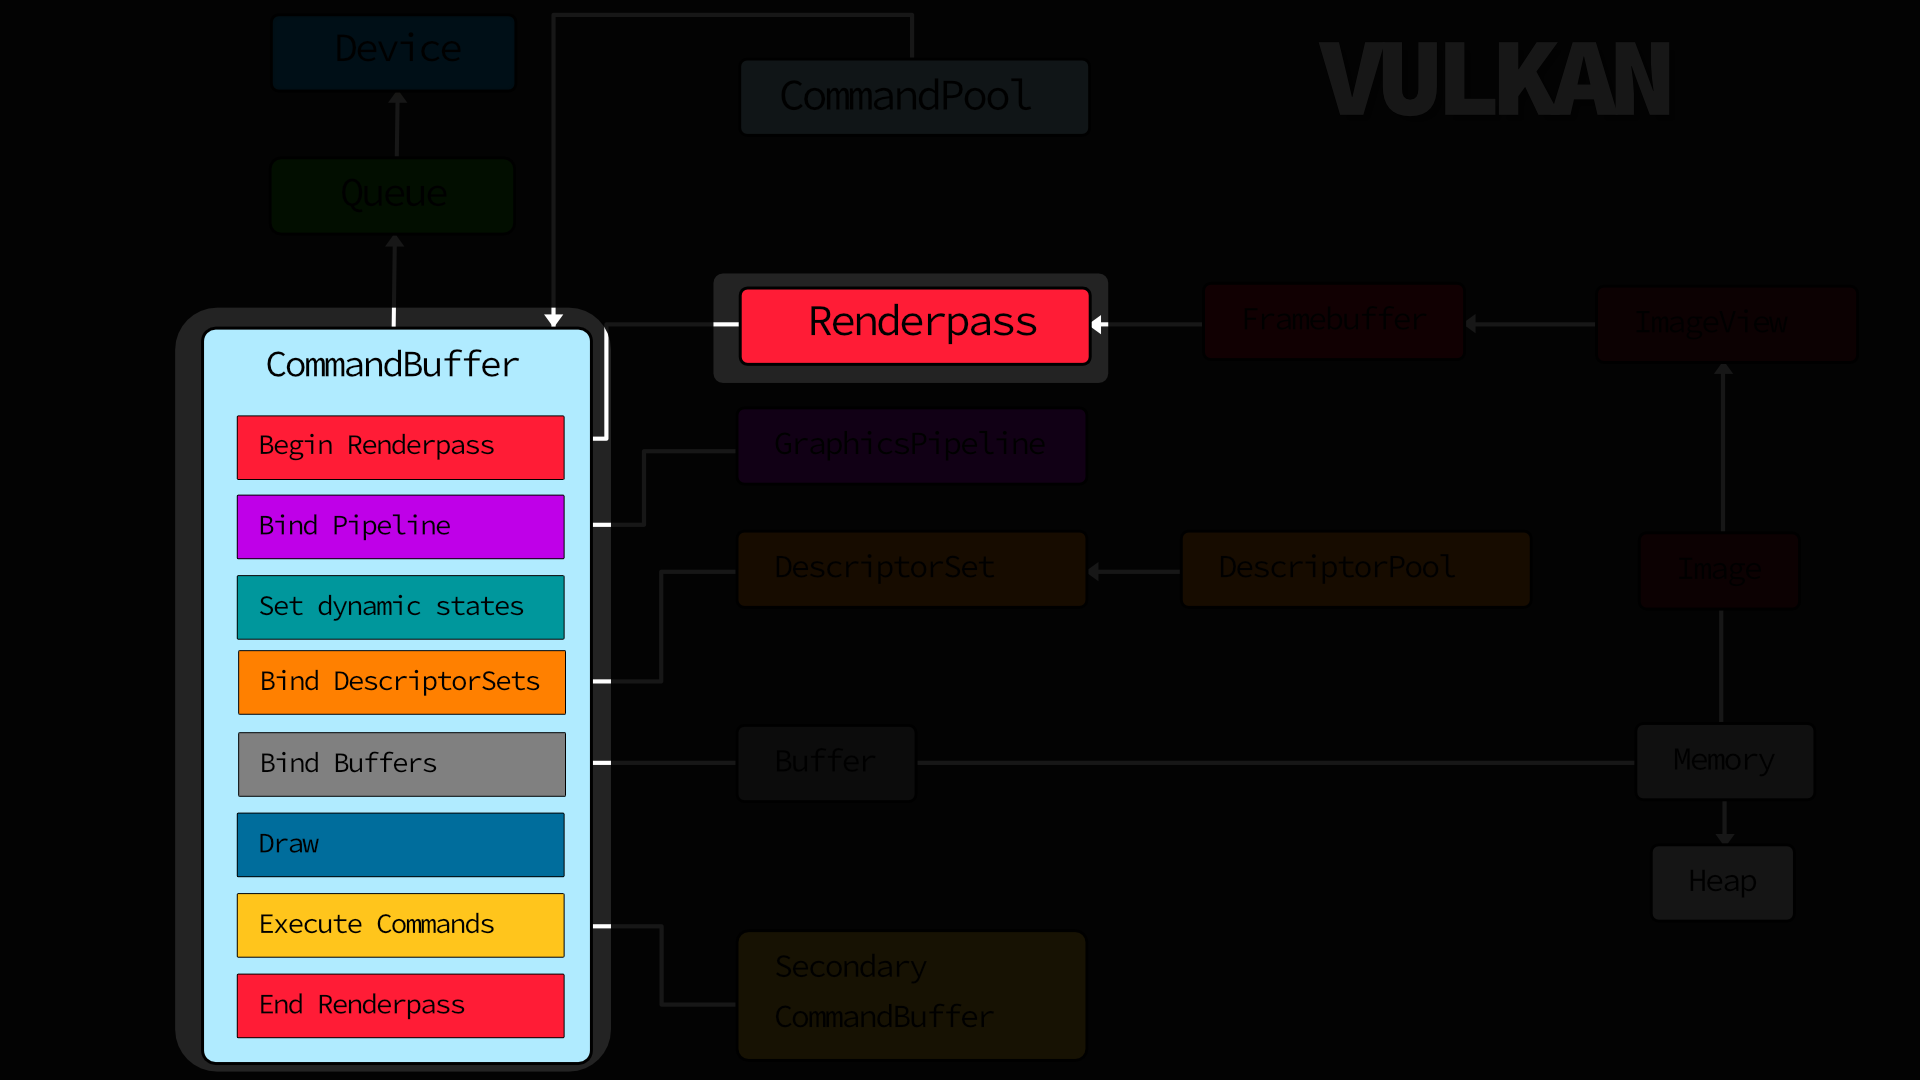 Device
CommandPool
VULKAN
Queue
Renderpass
Framebuffer
ImageView
CommandBuffer
Begin Renderpass
GraphicsPipeline
Bind Pipeline
DescriptorSet
DescriptorPool
Image
Set dynamic states
Bind DescriptorSets
Bind Buffers
Buffer
Memory
Draw
Heap
Execute Commands
Secondary
CommandBuffer
End Renderpass